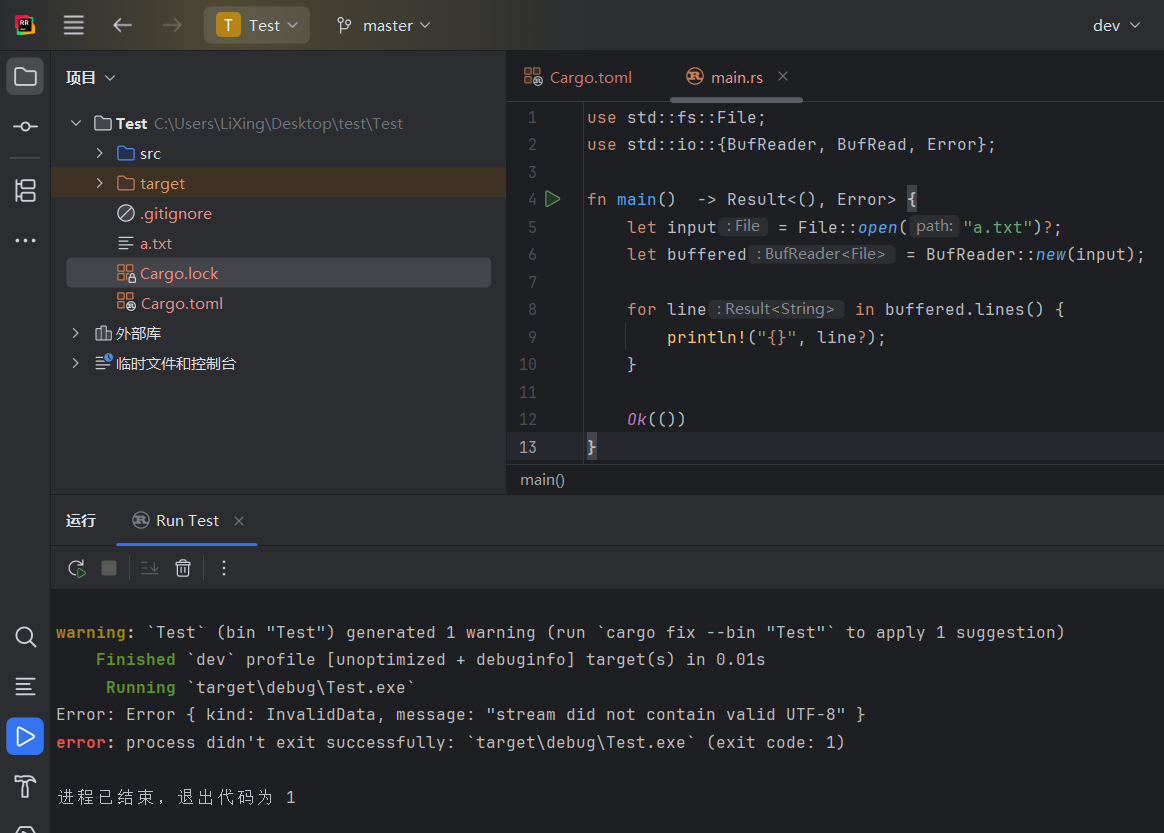 RR
T Test master dev
项目
Cargo.toml main.rs
Test C:\Users\LiXing\Desktop\test\Test
src
target
.gitignore
a.txt
Cargo.lock
Cargo.toml
外部库
临时文件和控制台
1 use std::fs::File;
2 use std::io::{BufReader, BufRead, Error};
3
4 fn main()  -> Result<(), Error> {
5     let input : File = File::open( path: "a.txt")?;
6     let buffered : BufReader<File> = BufReader::new(input);
7
8     for line : Result<String> in buffered.lines() {
9         println!("{}", line?);
10     }
11
12     Ok(())
13 }
main()
运行 Run Test
warning: `Test` (bin "Test") generated 1 warning (run `cargo fix --bin "Test"` to apply 1 suggestion)
    Finished `dev` profile [unoptimized + debuginfo] target(s) in 0.01s
     Running `target\debug\Test.exe`
Error: Error { kind: InvalidData, message: "stream did not contain valid UTF-8" }
error: process didn't exit successfully: `target\debug\Test.exe` (exit code: 1)
进程已结束，退出代码为 1